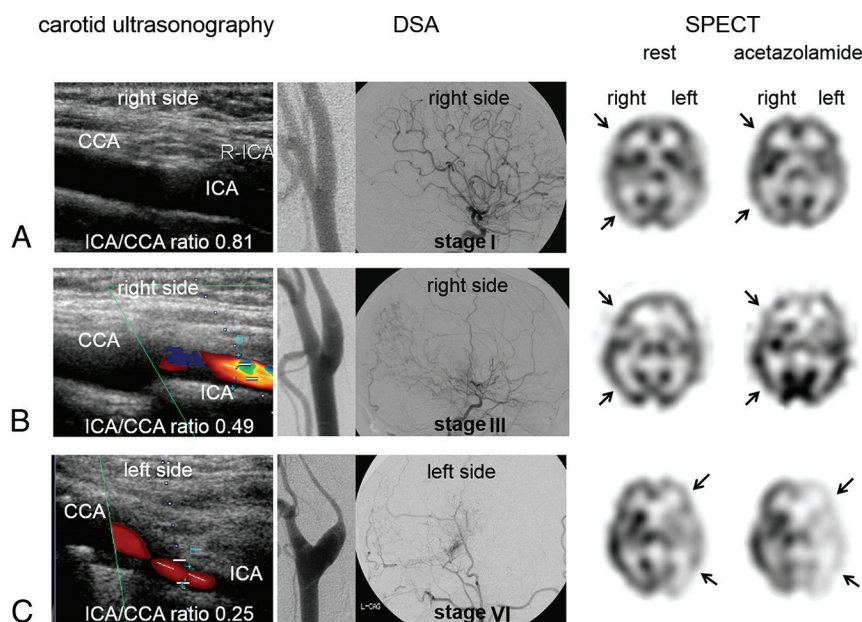 carotid ultrasonography DSA SPECT
rest acetazolamide
right side right side right left right left
CCA
R-ICA
ICA
A ICA/CCA ratio 0.81 stage I
right side right side
CCA
ICA
B ICA/CCA ratio 0.49 stage III
left side left side
CCA
ICA
L-CAG
C ICA/CCA ratio 0.25 stage VI